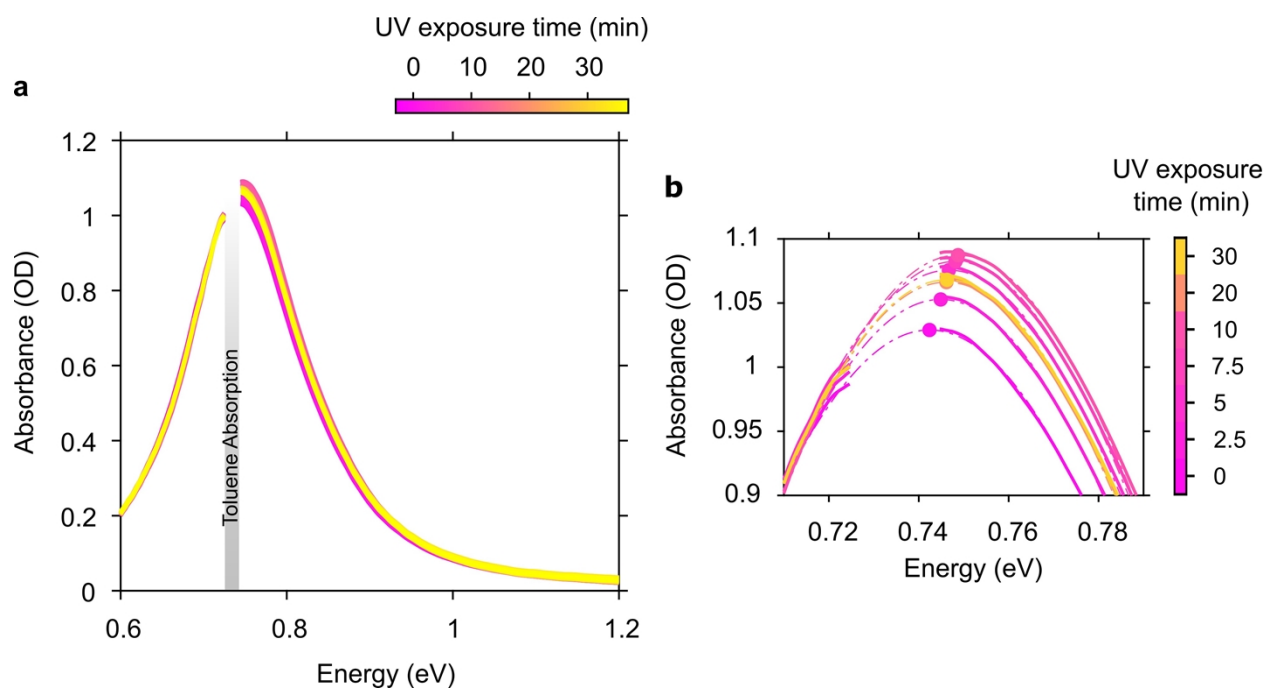 UV exposure time (min)
0 10 20 30
a
1.2
1
0.8
0.6
0.4
0.2
0
Absorbance (OD)
Toluene Absorption
0.6 0.8 1 1.2
Energy (eV)
b
UV exposure
time (min)
1.1
1.05
1
0.95
0.9
Absorbance (OD)
0.72 0.74 0.76 0.78
Energy (eV)
30
20
10
7.5
5
2.5
0